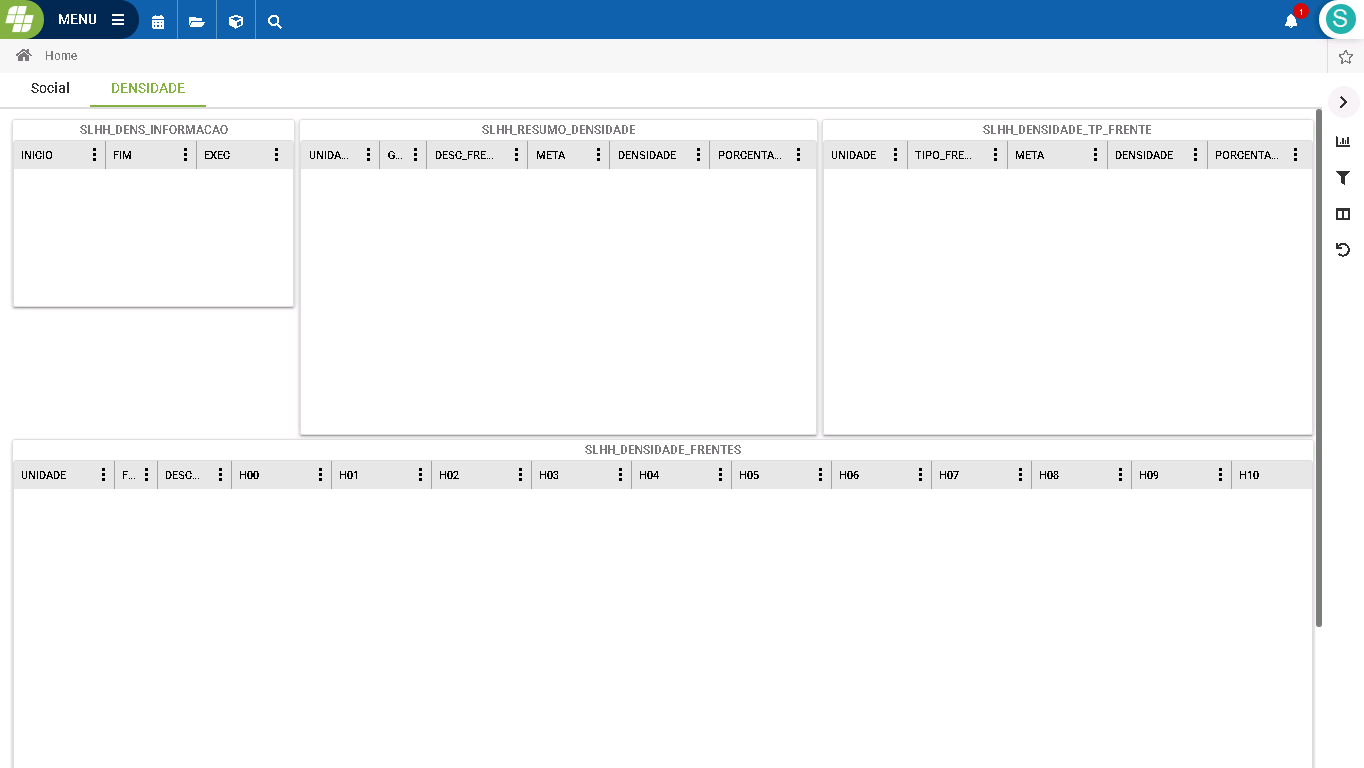 MENU
1
S
Home
Social
DENSIDADE
SLHH_DENS_INFORMACAO
INICIO FIM EXEC
SLHH_RESUMO_DENSIDADE
UNIDA... G... DESC_FRE... META DENSIDADE PORCENTA...
SLHH_DENSIDADE_TP_FRENTE
UNIDADE TIPO_FRE... META DENSIDADE PORCENTA...
SLHH_DENSIDADE_FRENTES
UNIDADE F... DESC... H00 H01 H02 H03 H04 H05 H06 H07 H08 H09 H10